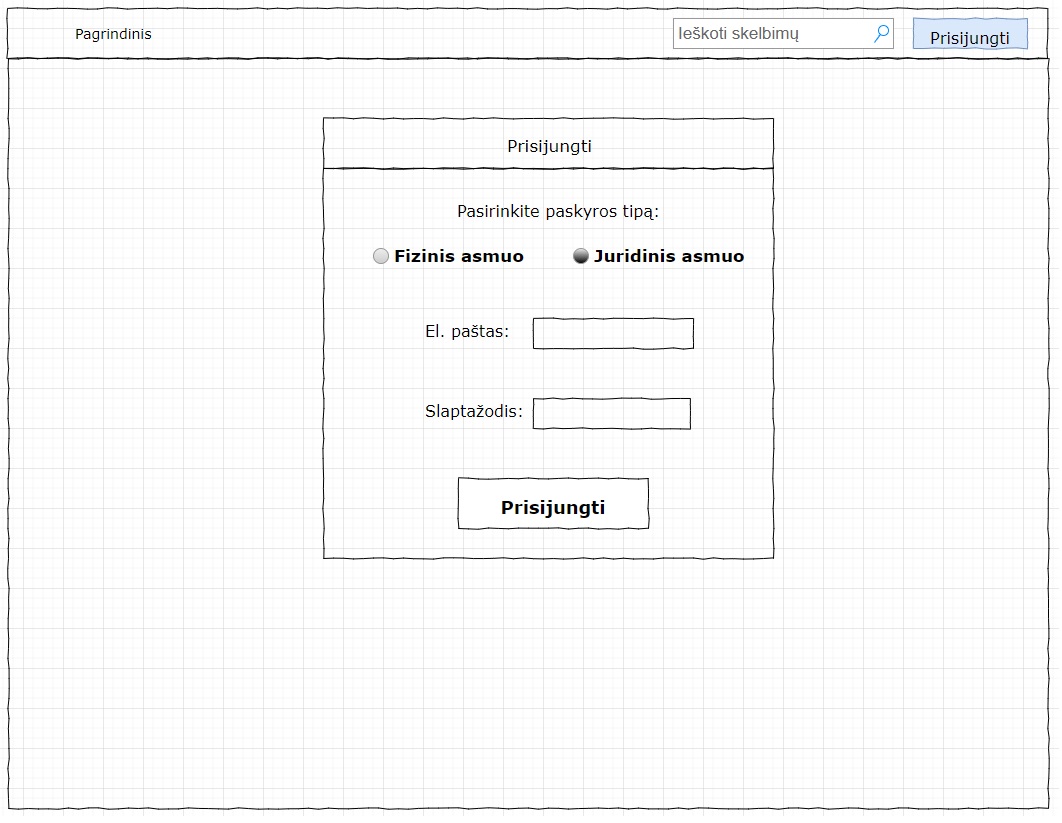 Pagrindinis
Ieškoti skelbimų
Prisijungti
Prisijungti
Pasirinkite paskyros tipą:
Fizinis asmuo
Juridinis asmuo
El. paštas:
Slaptažodis:
Prisijungti